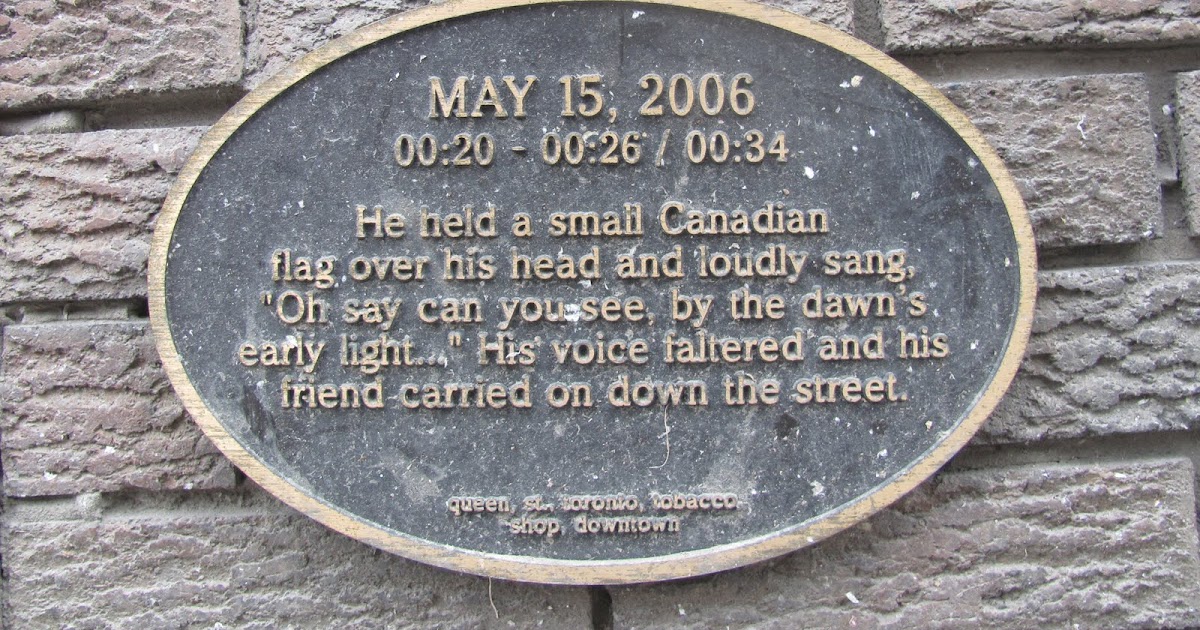 MAY 15, 2006
00:20 - 00:26 / 00:34
He held a small Canadian
flag over his head and loudly sang,
"Oh say can you see, by the dawn's
early light...." His voice faltered and his
friend carried on down the street.
queen, st., toronto, tobacco
shop, downtown